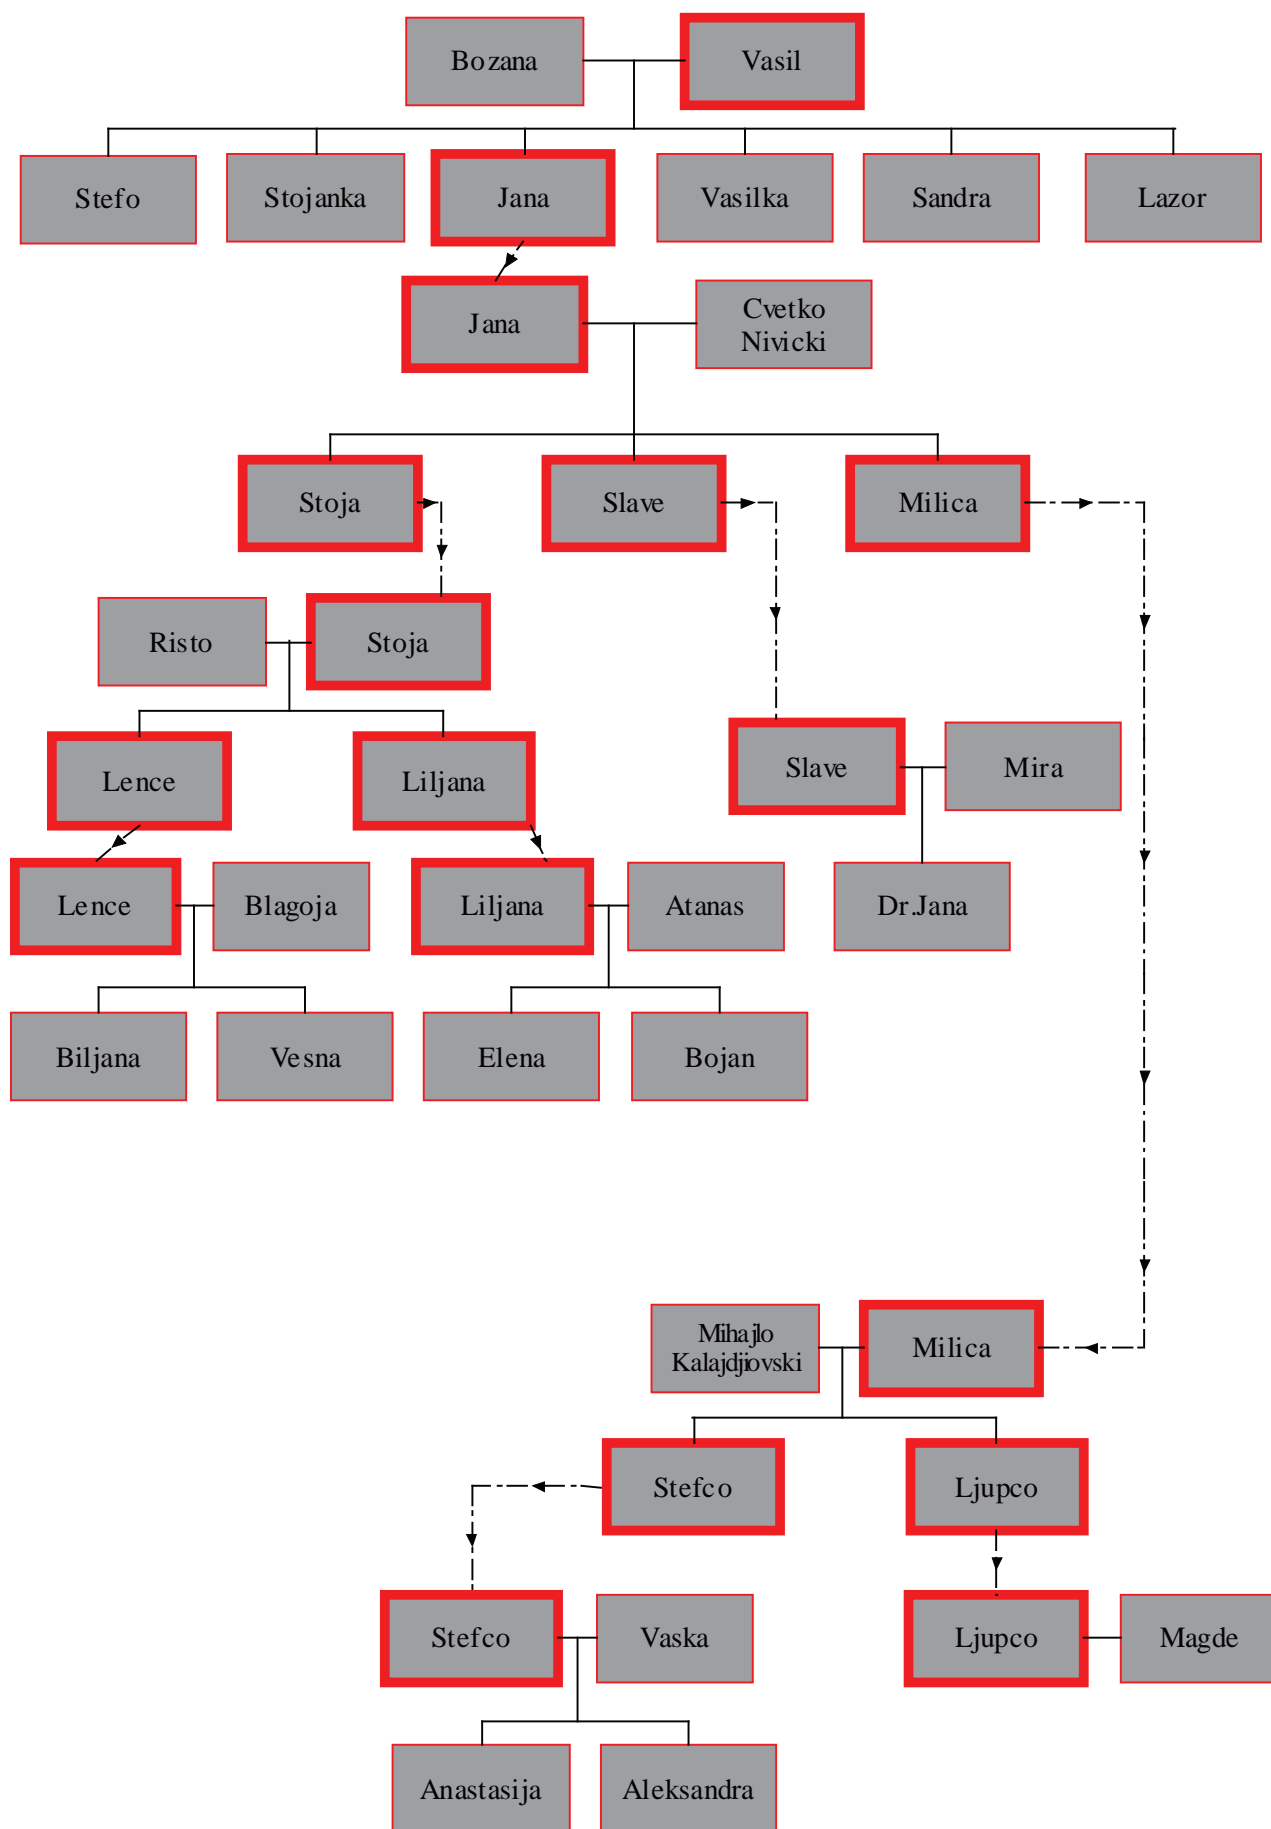 Bozana
Vasil
Stefo
Stojanka
Jana
Vasilka
Sandra
Lazor
Jana
Cvetko
Nivicki
Stoja
Slave
Milica
Risto
Stoja
Lence
Liljana
Slave
Mira
Lence
Blagoja
Liljana
Atanas
Dr.Jana
Biljana
Vesna
Elena
Bojan
Mihajlo
Kalajdjiovski
Milica
Stefco
Ljupco
Stefco
Vaska
Ljupco
Magde
Anastasija
Aleksandra